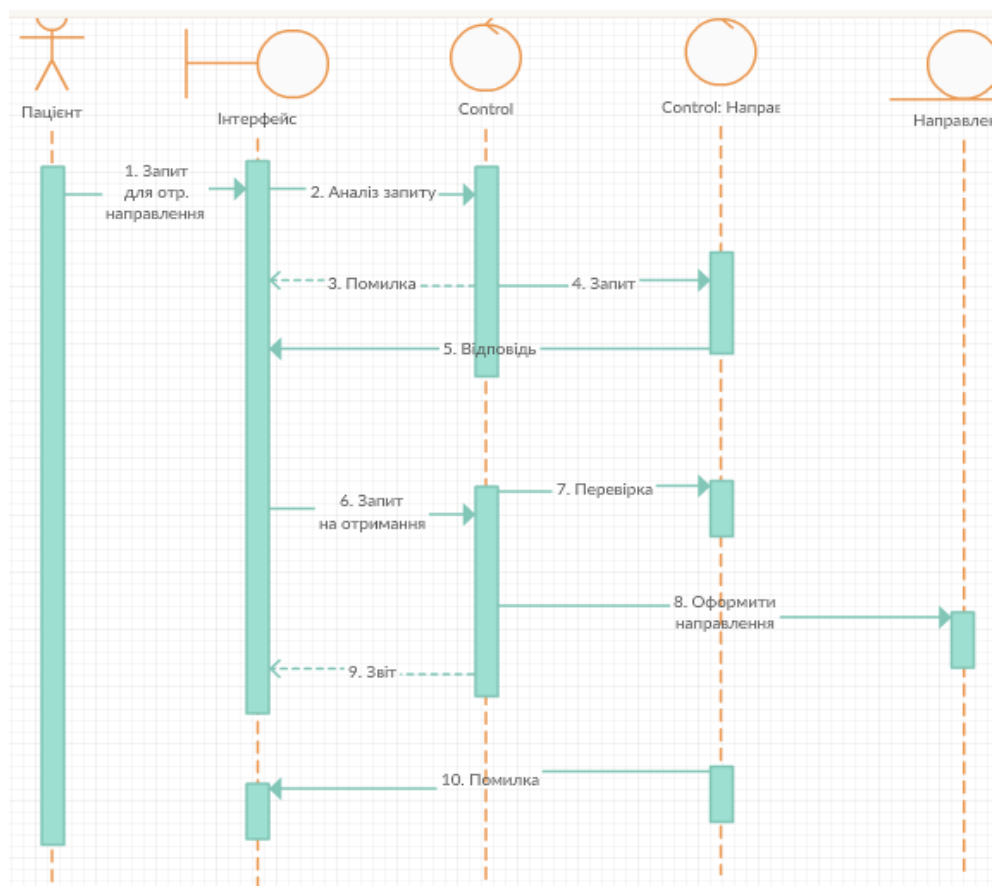 Пацієнт
Інтерфейс
Control
Control: Направ
Направлен
1. Запит
для отр.
направлення
2. Аналіз запиту
3. Помилка
4. Запит
5. Відповідь
6. Запит
на отримання
7. Перевірка
8. Оформити
направлення
9. Звіт
10. Помилка